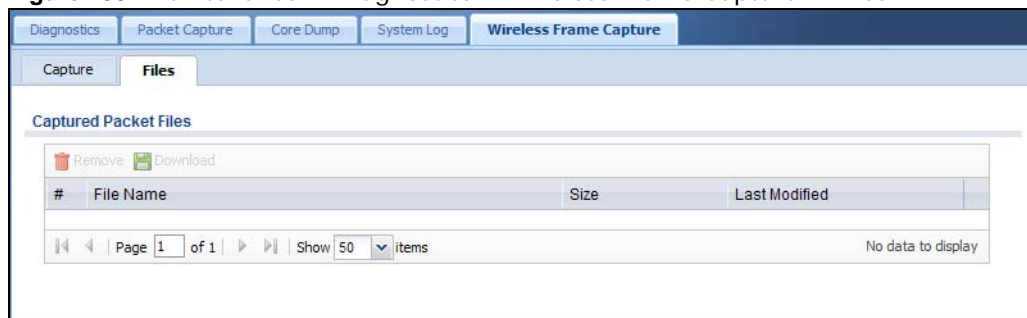 Diagnostics Packet Capture Core Dump System Log Wireless Frame Capture
Capture Files
Captured Packet Files
Remove Download
# File Name Size Last Modified
Page 1 of 1 Show 50 items No data to display